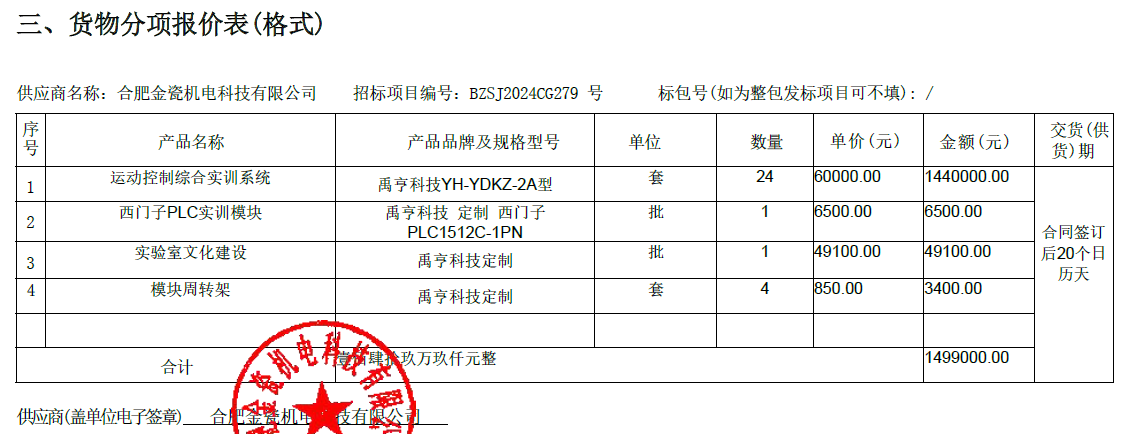 三、货物分项报价表(格式)
供应商名称：合肥金瓷机电科技有限公司 招标项目编号：BZSJ2024CG279 号 标包号(如为整包发标项目可不填)：/
序号 产品名称 产品品牌及规格型号 单位 数量 单价(元) 金额(元) 交货(供货)期
1 运动控制综合实训系统 禹亨科技YH-YDKZ-2A型 套 24 60000.00 1440000.00
2 西门子PLC实训模块 禹亨科技 定制 西门子 批 1 6500.00 6500.00
PLC1512C-1PN
3 实验室文化建设 禹亨科技定制 批 1 49100.00 49100.00
4 模块周转架 禹亨科技定制 套 4 850.00 3400.00
合同签订
后20个日
历天
合计 壹佰肆拾玖万玖仟元整 1499000.00
供应商(盖单位电子签章) 合肥金瓷机电科技有限公司
金瓷机电科技有限